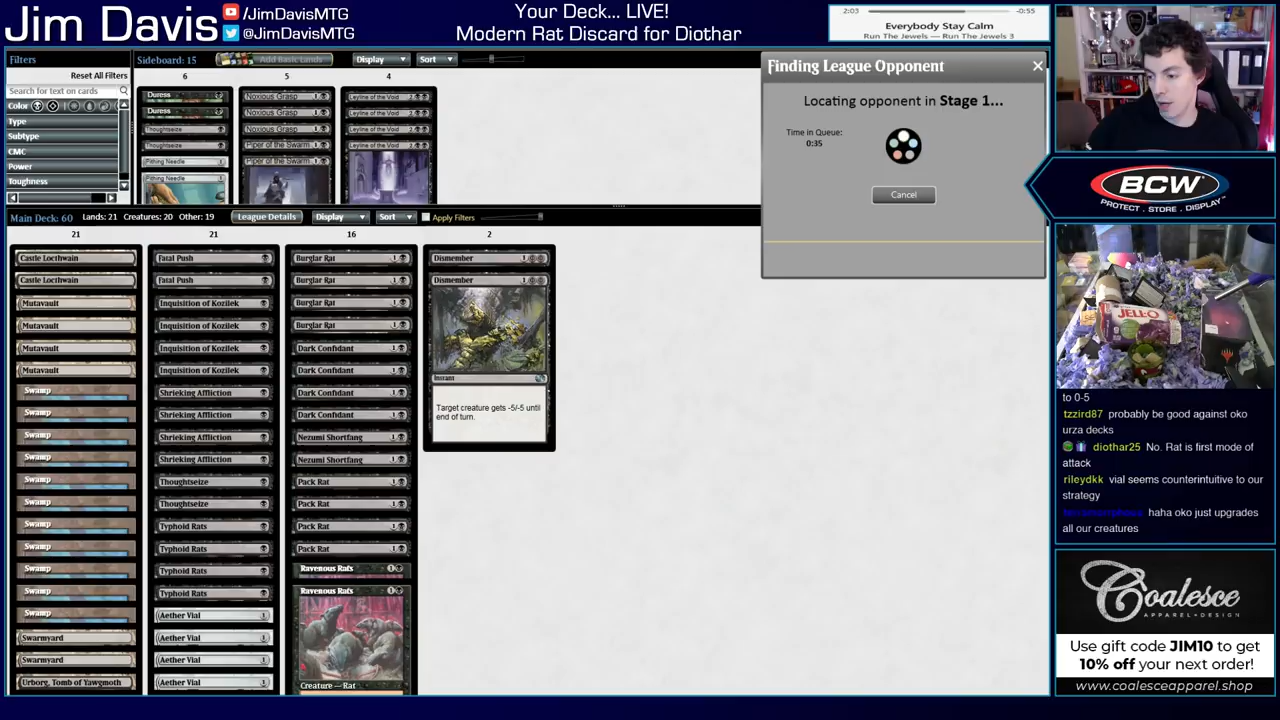 Jim Davis
/JimDavisMTG
@JimDavisMTG
Your Deck... LIVE!
Modern Rat Discard for Diothar
2:03
-0:55
Everybody Stay Calm
Run The Jewels — Run The Jewels 3
Filters
Reset All Filters
Search for text on cards
Color
Type
Subtype
CMC
Power
Toughness
Sideboard: 15
Add Basic Lands
Display
Sort
6
5
4
Duress
Duress
Thoughtseize
Thoughtseize
Pithing Needle
Pithing Needle
Noxious Grasp
Noxious Grasp
Noxious Grasp
Piper of the Swarm
Piper of the Swarm
Leyline of the Void
Leyline of the Void
Leyline of the Void
Leyline of the Void
Finding League Opponent
Locating opponent in Stage 1...
Time in Queue:
0:35
Cancel
Main Deck: 60
Lands: 21
Creatures: 20
Other: 19
League Details
Display
Sort
Apply Filters
21
21
16
2
Castle Locthwain
Castle Locthwain
Mutavault
Mutavault
Mutavault
Mutavault
Swamp
Swamp
Swamp
Swamp
Swamp
Swamp
Swamp
Swamp
Swamp
Swamp
Swamp
Swarmyard
Swarmyard
Urborg, Tomb of Yawgmoth
Fatal Push
Fatal Push
Inquisition of Kozilek
Inquisition of Kozilek
Inquisition of Kozilek
Inquisition of Kozilek
Shrieking Affliction
Shrieking Affliction
Shrieking Affliction
Shrieking Affliction
Thoughtseize
Thoughtseize
Typhoid Rats
Typhoid Rats
Typhoid Rats
Typhoid Rats
Aether Vial
Aether Vial
Aether Vial
Aether Vial
Burglar Rat
Burglar Rat
Burglar Rat
Burglar Rat
Dark Confidant
Dark Confidant
Dark Confidant
Dark Confidant
Nezumi Shortfang
Nezumi Shortfang
Pack Rat
Pack Rat
Pack Rat
Pack Rat
Ravenous Rats
Ravenous Rats
Creature — Rat
Dismember
Dismember
Instant
Target creature gets -5/-5 until
end of turn.
BCW
PROTECT . STORE . DISPLAY
JELL-O
to 0-5
tzzird87 probably be good against oko
urza decks
diothar25 No. Rat is first mode of
attack
rileydkk vial seems counterintuitive to our
strategy
haha oko just upgrades
all our creatures
Coalesce
APPAREL + DESIGN
Use gift code JIM10 to get
10% off your next order!
www.coalesceapparel.shop